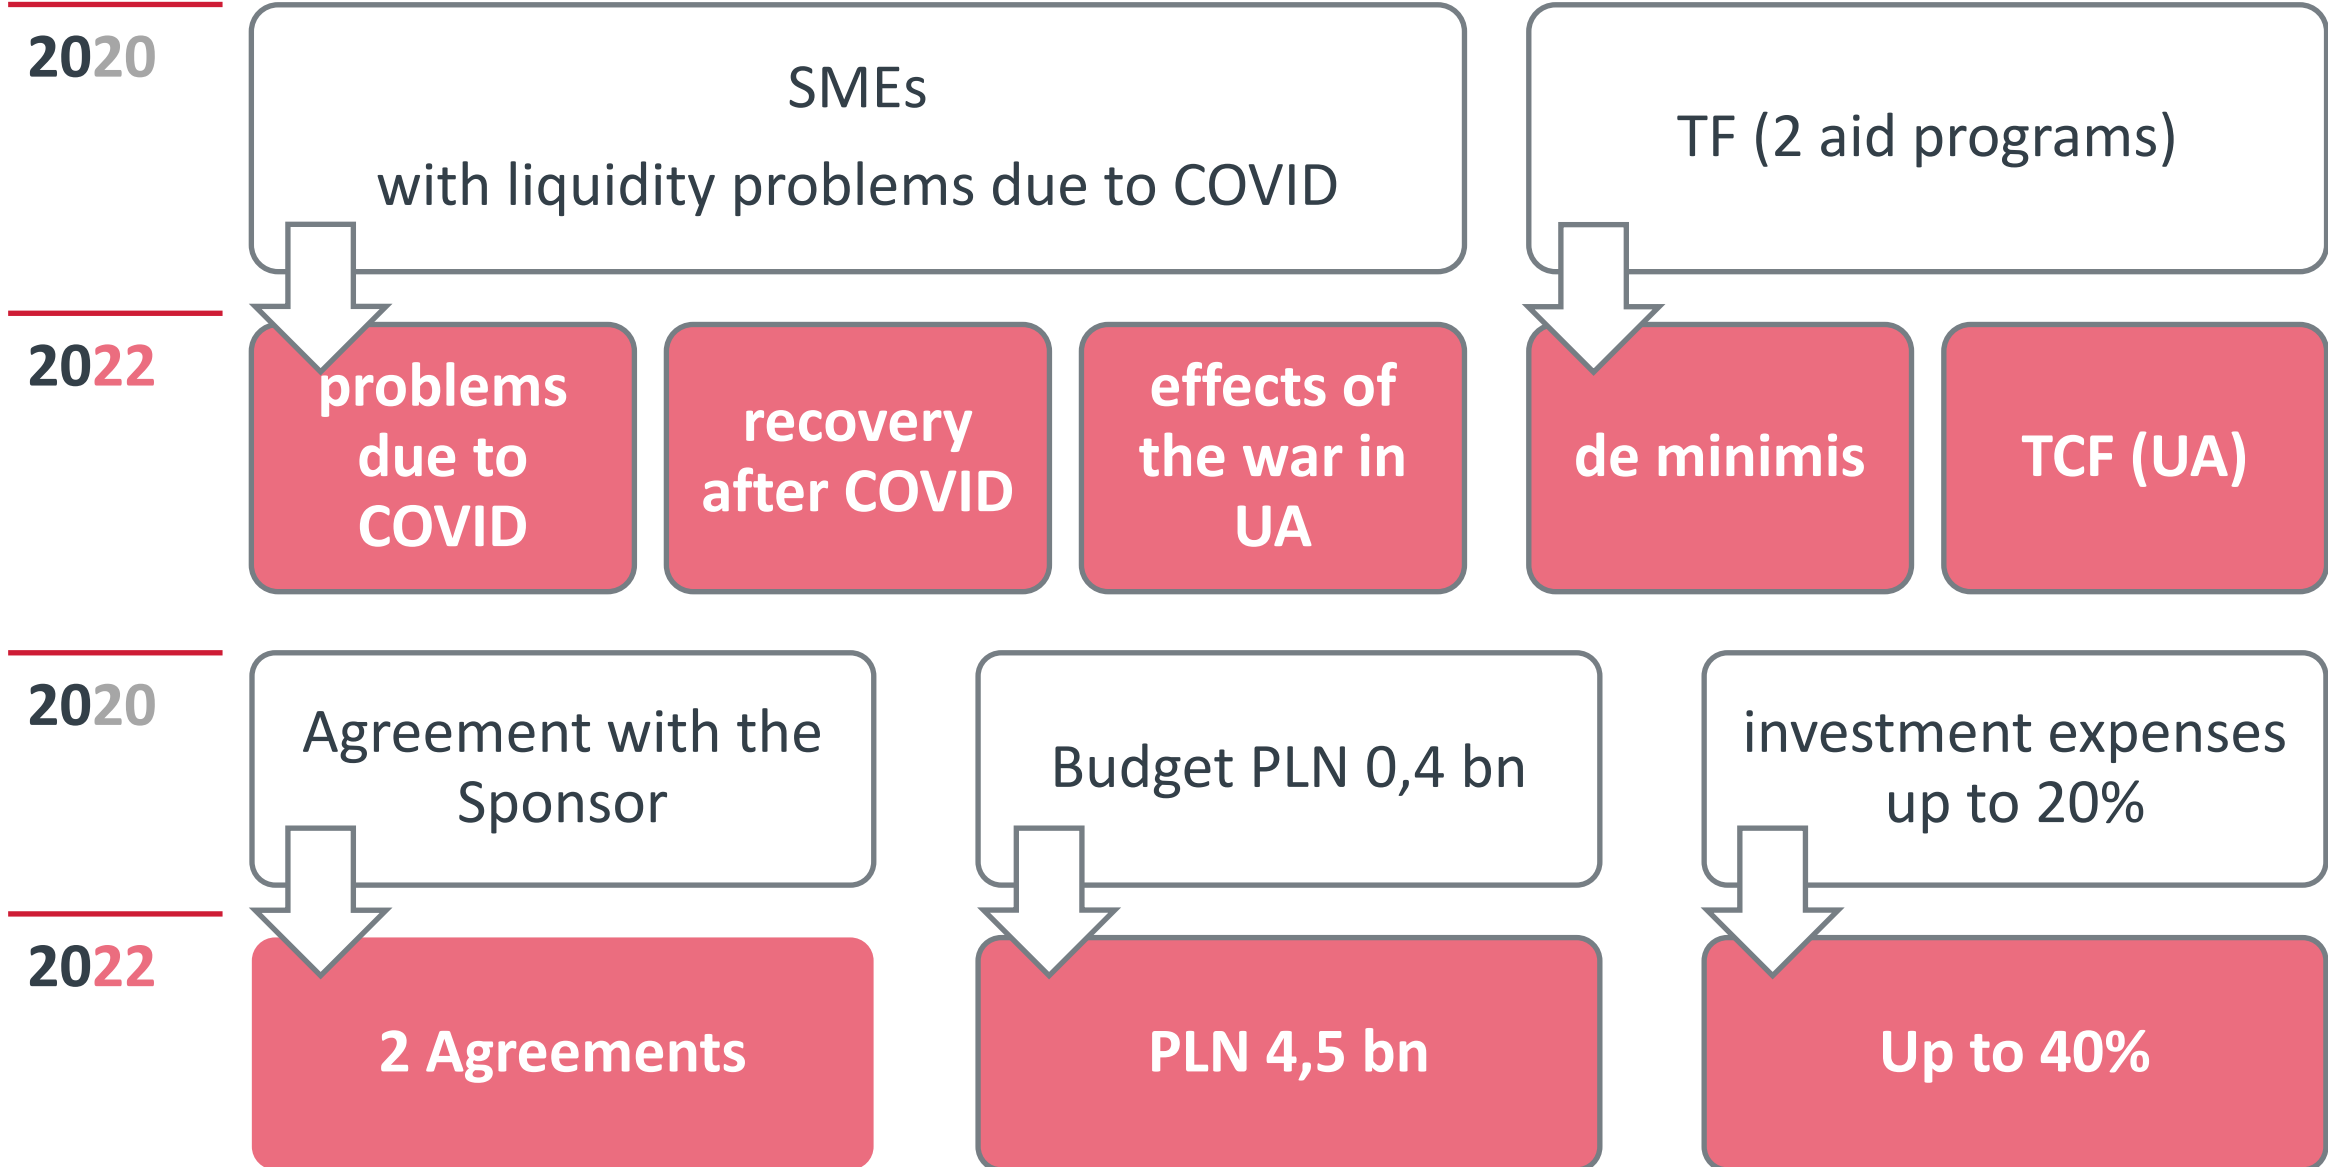 2020
SMEs
with liquidity problems due to COVID
TF (2 aid programs)
2022
problems
due to
COVID
recovery
after COVID
effects of
the war in
UA
de minimis
TCF (UA)
2020
Agreement with the
Sponsor
Budget PLN 0,4 bn
investment expenses
up to 20%
2022
2 Agreements
PLN 4,5 bn
Up to 40%